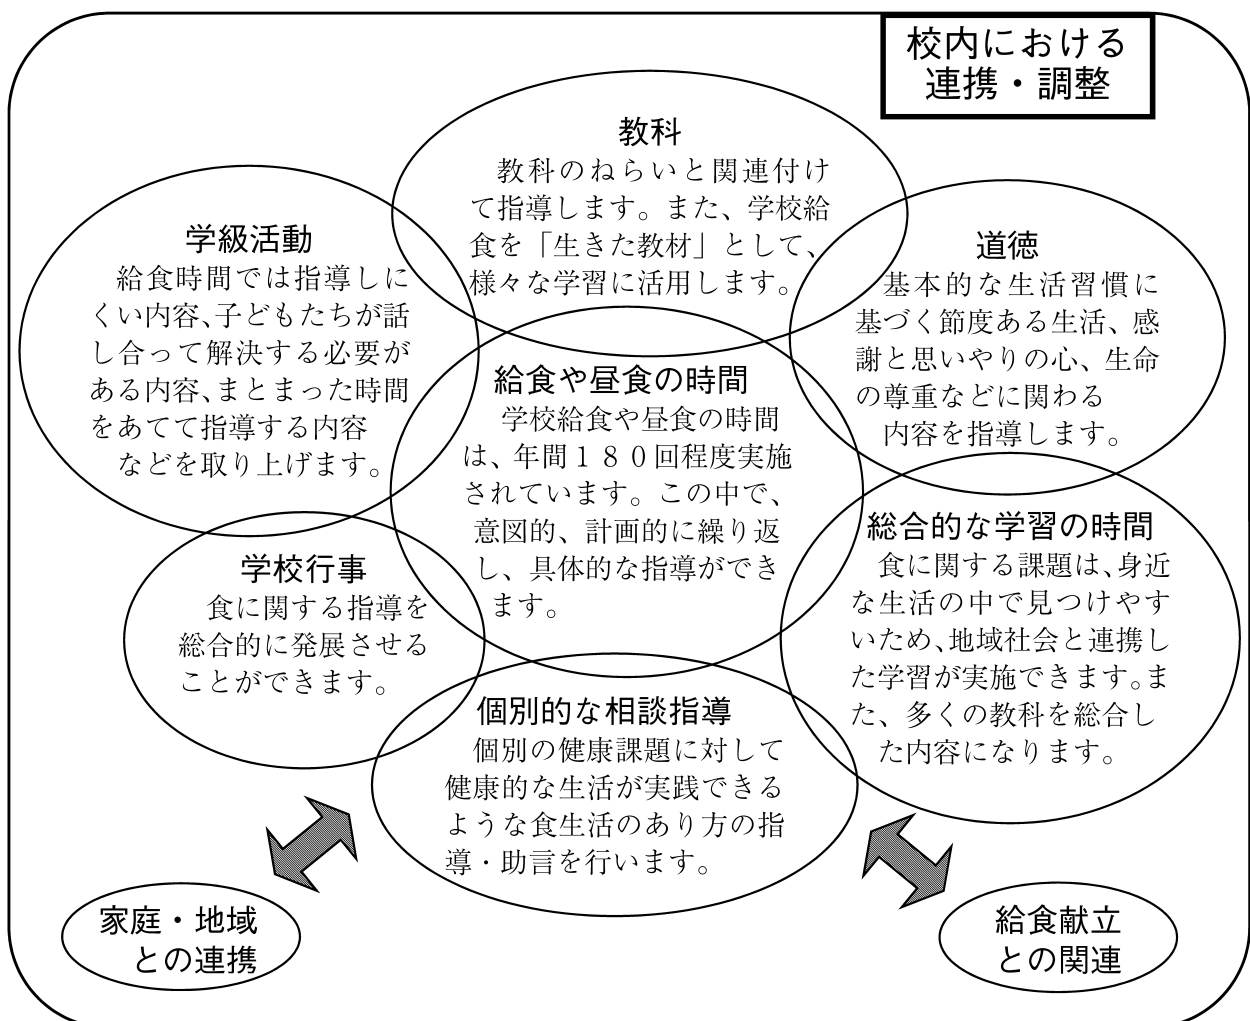 校内における
連携・調整
教科
教科のねらいと関連付け
て指導します。また、学校給
食を「生きた教材」として、
様々な学習に活用します。
学級活動
給食時間では指導しに
くい内容、子どもたちが話
し合って解決する必要が
ある内容、まとまった時間
をあてて指導する内容
などを取り上げます。
道徳
基本的な生活習慣に
基づく節度ある生活、感
謝と思いやりの心、生命
の尊重などに関わる
内容を指導します。
給食や昼食の時間
学校給食や昼食の時間
は、年間１８０回程度実施
されています。この中で、
意図的、計画的に繰り返
し、具体的な指導ができ
ます。
総合的な学習の時間
食に関する課題は、身近
な生活の中で見つけやす
いため、地域社会と連携し
た学習が実施できます。ま
た、多くの教科を総合し
た内容になります。
学校行事
食に関する指導を
総合的に発展させる
ことができます。
個別的な相談指導
個別の健康課題に対して
健康的な生活が実践できる
ような食生活のあり方の指
導・助言を行います。
家庭・地域
との連携
給食献立
との関連